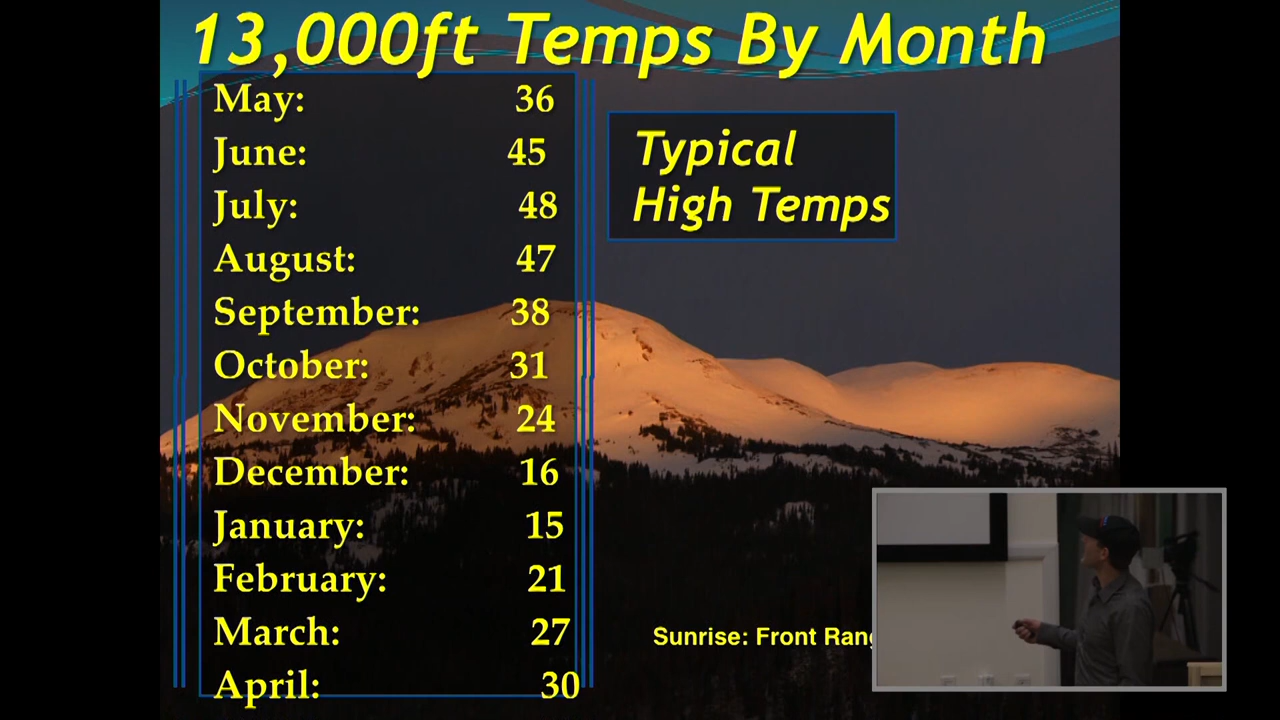 13,000ft Temps By Month
May: 36
June: 45
July: 48
August: 47
September: 38
October: 31
November: 24
December: 16
January: 15
February: 21
March: 27
April: 30
Typical
High Temps
Sunrise: Front